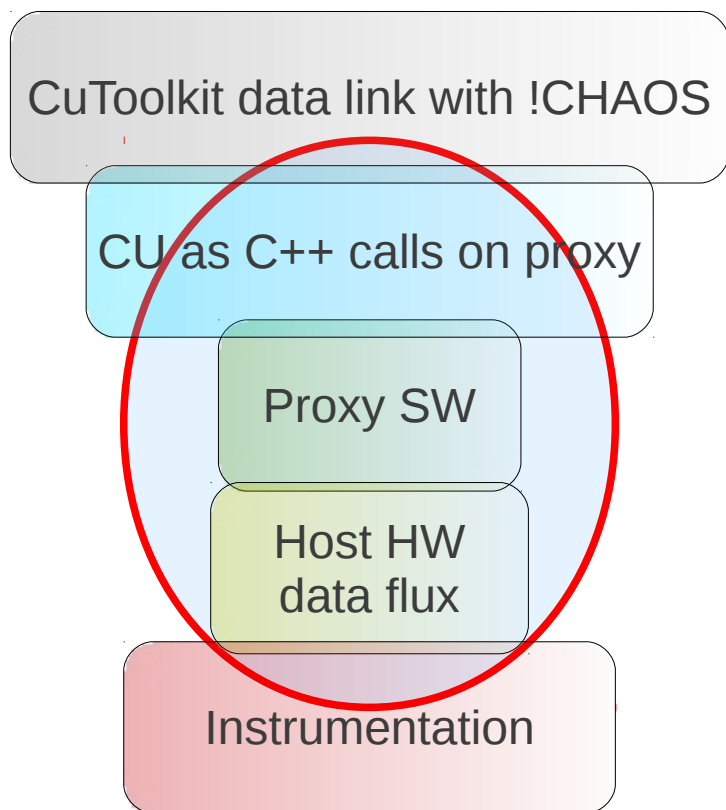 CuToolkit data link with !CHAOS
CU as C++ calls on proxy
Proxy SW
Host HW
data flux
Instrumentation